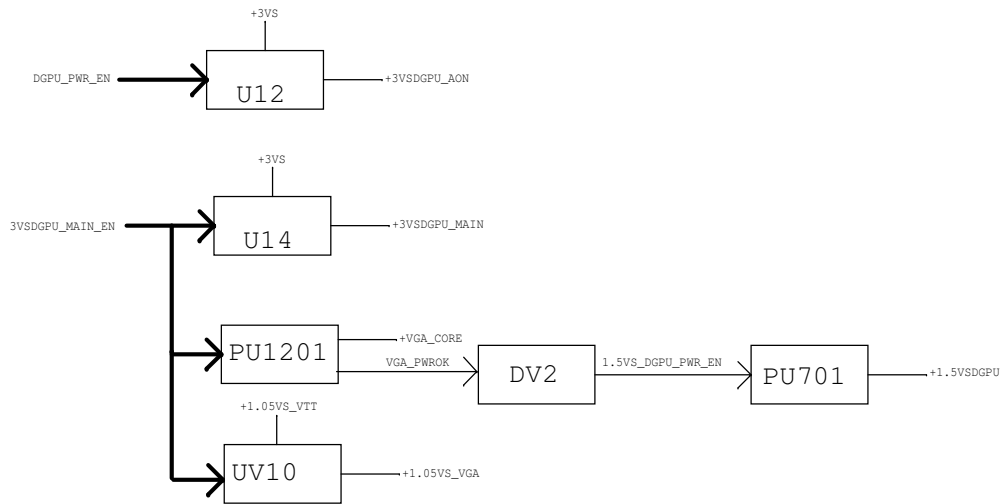 +3VS
DGPU_PWR_EN
U12
+3VSDGPU_AON
+3VS
3VSDGPU_MAIN_EN
U14
+3VSDGPU_MAIN
PU1201
+VGA_CORE
VGA_PWROK
DV2
1.5VS_DGPU_PWR_EN
PU701
+1.5VSDGPU
+1.05VS_VTT
UV10
+1.05VS_VGA